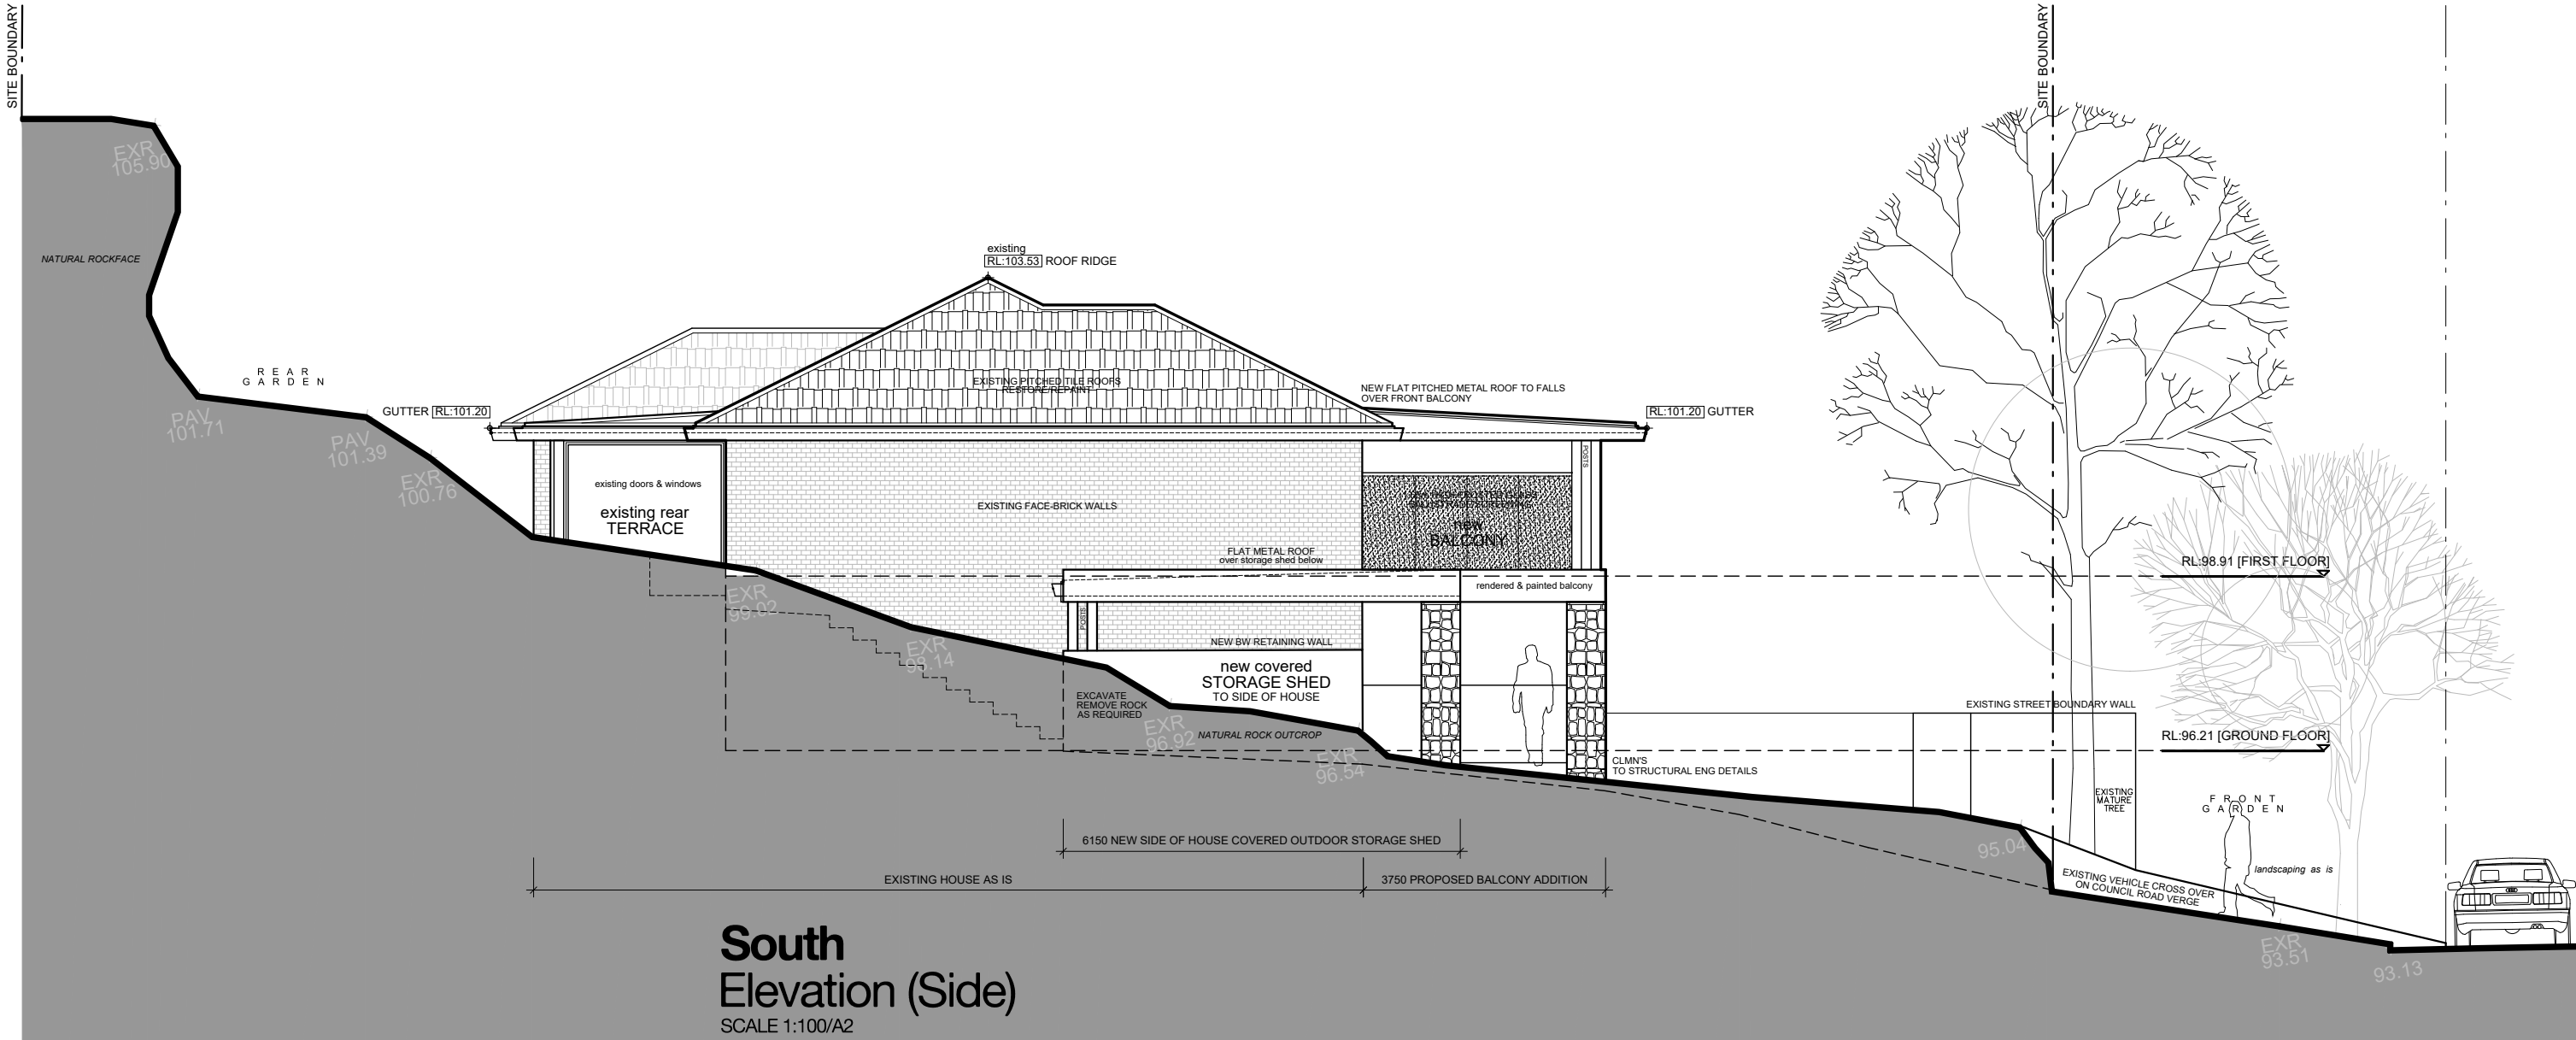 SITE BOUNDARY
SITE BOUNDARY
EXR
105.90
NATURAL ROCKFACE
existing
RL:103.53 ROOF RIDGE
REAR
GARDEN
EXISTING PITCHED TILE ROOFS
RESTORE/REPAINT
NEW FLAT PITCHED METAL ROOF TO FALLS
OVER FRONT BALCONY
GUTTER RL:101.20
RL:101.20 GUTTER
PAV
101.71
PAV
101.39
EXR
100.76
POSTS
existing doors & windows
existing rear
TERRACE
EXISTING FACE-BRICK WALLS
new
BALCONY
FLAT METAL ROOF
over storage shed below
RL:98.91 [FIRST FLOOR]
rendered & painted balcony
EXR
99.02
POSTS
NEW BW RETAINING WALL
EXR
98.14
new covered
STORAGE SHED
TO SIDE OF HOUSE
EXCAVATE
REMOVE ROCK
AS REQUIRED
EXISTING STREET BOUNDARY WALL
EXR
96.92
NATURAL ROCK OUTCROP
RL:96.21 [GROUND FLOOR]
EXR
96.54
CLMN'S
TO STRUCTURAL ENG DETAILS
EXISTING
MATURE
TREE
FRONT
GARDEN
6150 NEW SIDE OF HOUSE COVERED OUTDOOR STORAGE SHED
95.04
EXISTING HOUSE AS IS
3750 PROPOSED BALCONY ADDITION
EXISTING VEHICLE CROSS OVER
ON COUNCIL ROAD VERGE
landscaping as is
EXR
93.51
93.13
South
Elevation (Side)
SCALE 1:100/A2